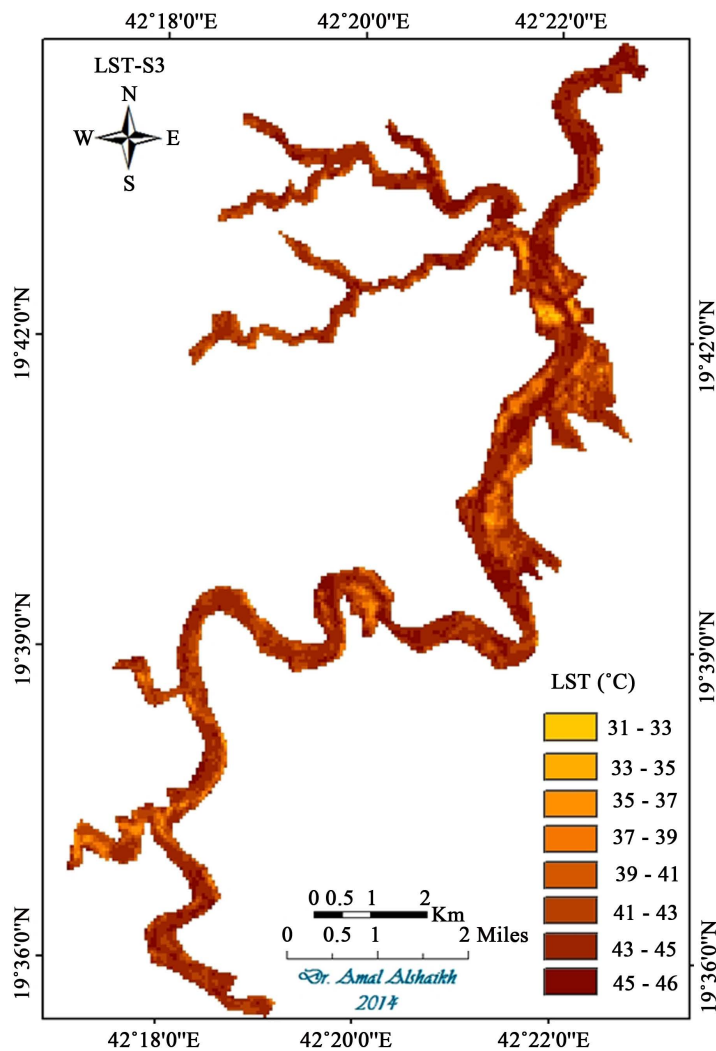 42˚18'0"E 42˚20'0"E 42˚22'0"E
LST-S3
N
W E
S
19˚42'0"N 19˚42'0"N
19˚39'0"N 19˚39'0"N
LST (˚C)
31 - 33
33 - 35
35 - 37
37 - 39
39 - 41
41 - 43
43 - 45
45 - 46
0 0.5 1 2
Km
0 0.5 1 2 Miles
Dr. Amal Alshaikh
2014
19˚36'0"N 19˚36'0"N
42˚18'0"E 42˚20'0"E 42˚22'0"E